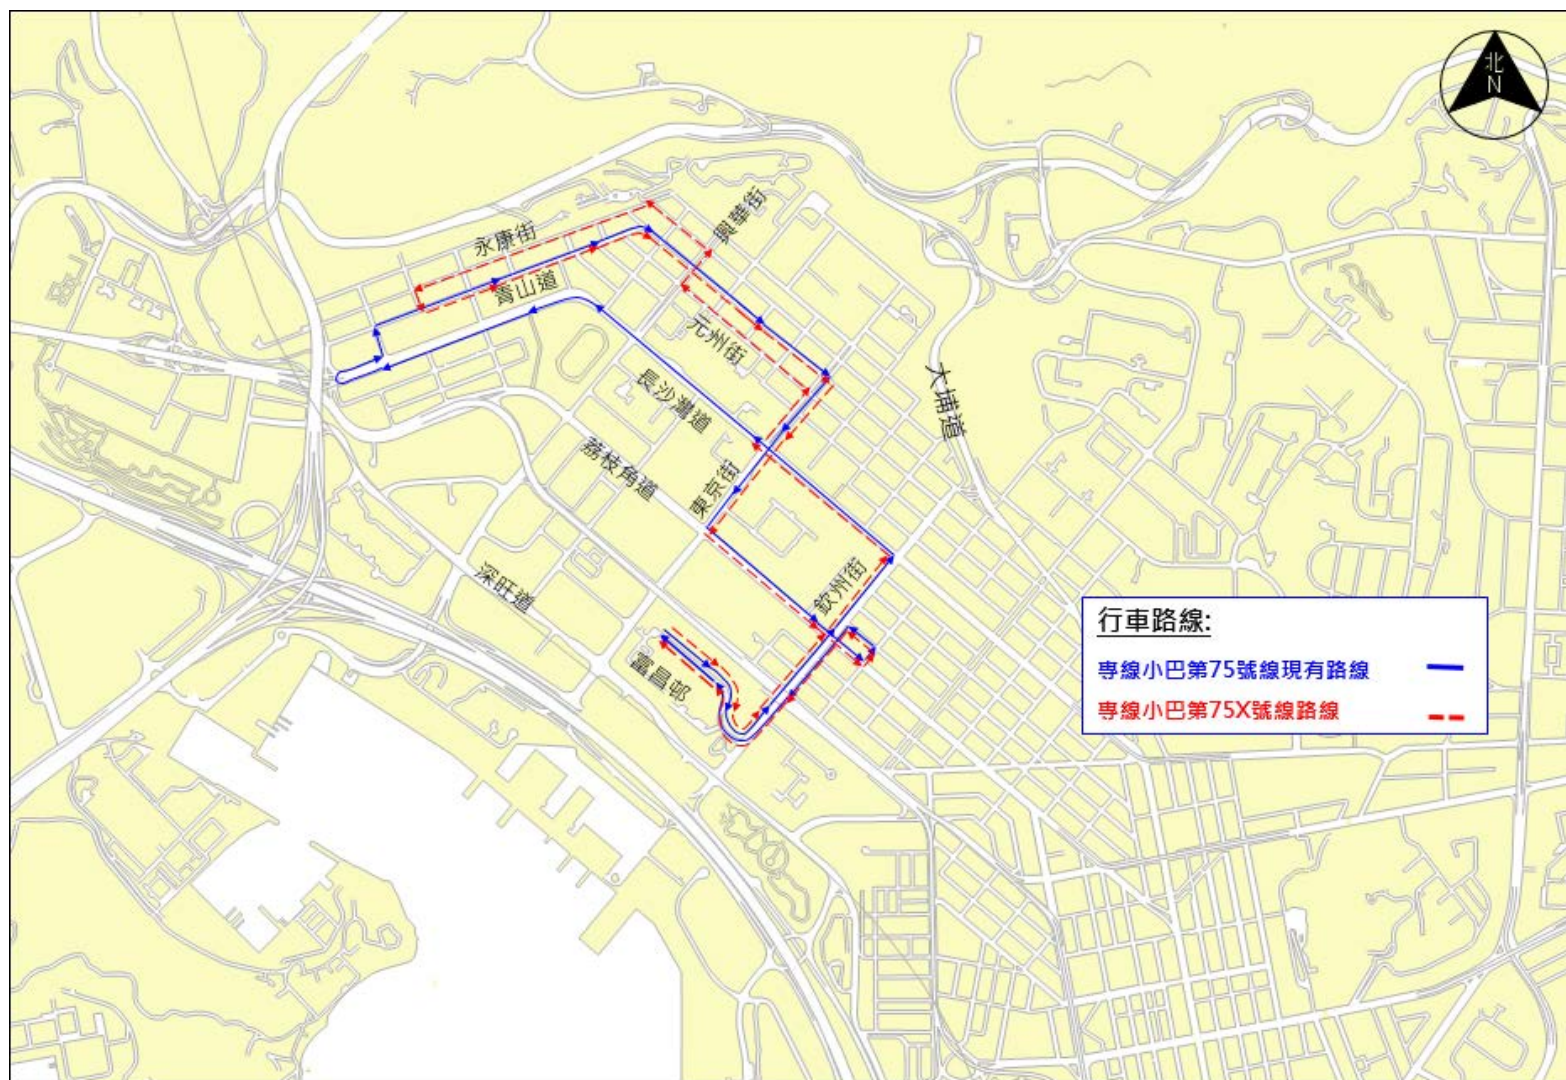 北
N
興華街
永康街
青山道
元州街
大埔道
長沙灣道
荔枝角道
東京街
深旺道
欽州街
富昌邨
行車路線:
專線小巴第75號線現有路線
專線小巴第75X號線路線